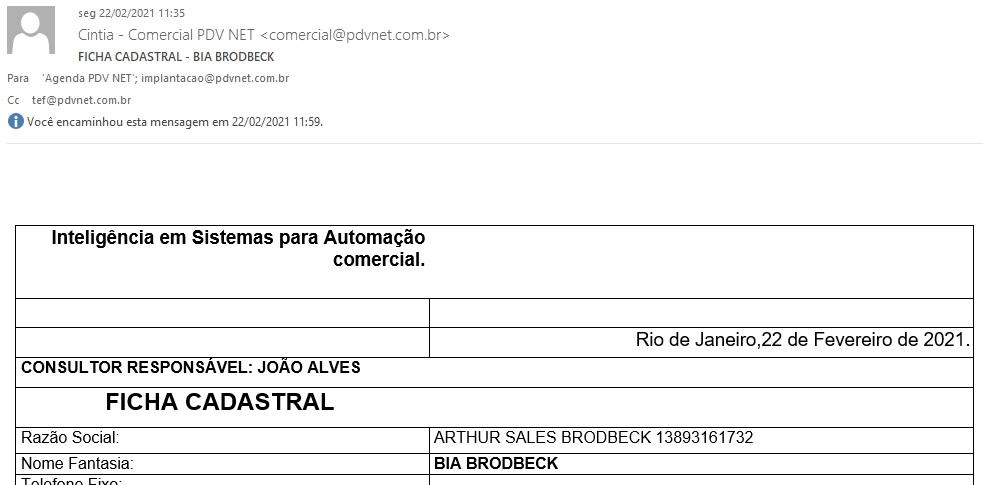 seg 22/02/2021 11:35
Cintia - Comercial PDV NET <comercial@pdvnet.com.br>
FICHA CADASTRAL - BIA BRODBECK
Para 'Agenda PDV NET'; implantacao@pdvnet.com.br
Cc tef@pdvnet.com.br
Você encaminhou esta mensagem em 22/02/2021 11:59.
Inteligência em Sistemas para Automação
comercial.
Rio de Janeiro,22 de Fevereiro de 2021.
CONSULTOR RESPONSÁVEL: JOÃO ALVES
FICHA CADASTRAL
Razão Social: ARTHUR SALES BRODBECK 13893161732
Nome Fantasia: BIA BRODBECK
Telefone Fixo: